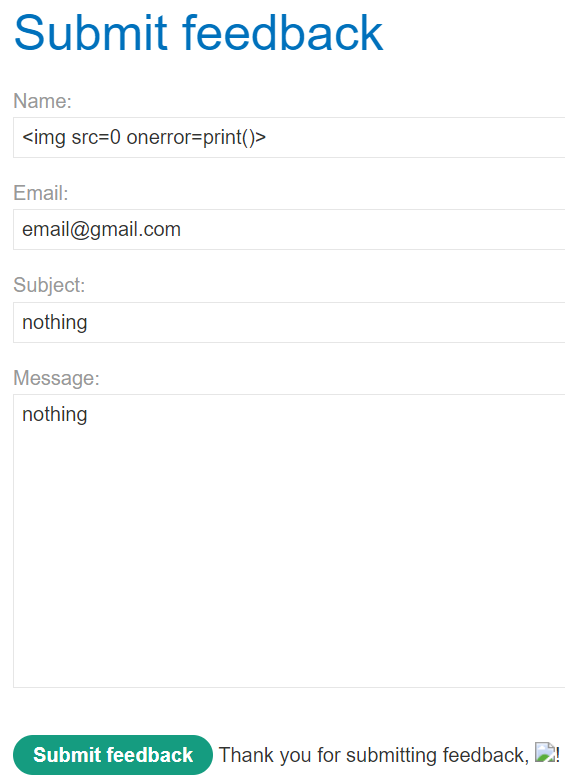 Submit feedback
Name:
<img src=0 onerror=print()>
Email:
email@gmail.com
Subject:
nothing
Message:
nothing
Submit feedback Thank you for submitting feedback, !